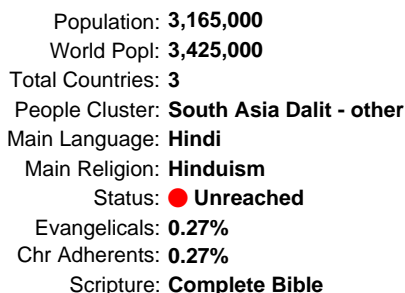 Population: 3,165,000
World Popl: 3,425,000
Total Countries: 3
People Cluster: South Asia Dalit - other
Main Language: Hindi
Main Religion: Hinduism
Status: Unreached
Evangelicals: 0.27%
Chr Adherents: 0.27%
Scripture: Complete Bible